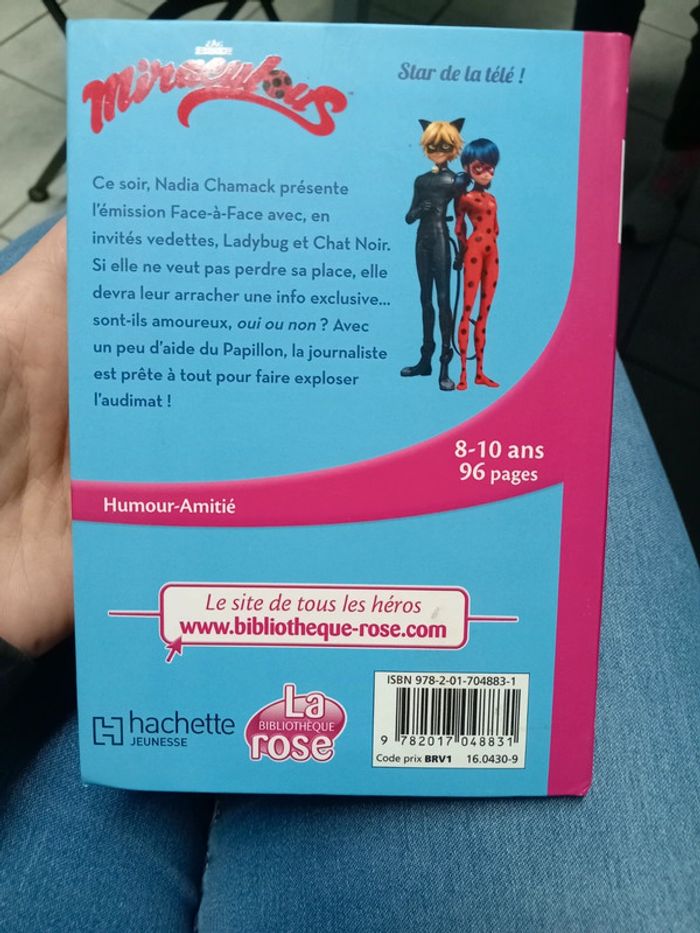 Miraculous
Star de la télé !
Ce soir, Nadia Chamack présente
l'émission Face-à-Face avec, en
invités vedettes, Ladybug et Chat Noir.
Si elle ne veut pas perdre sa place, elle
devra leur arracher une info exclusive...
sont-ils amoureux, oui ou non ? Avec
un peu d'aide du Papillon, la journaliste
est prête à tout pour faire exploser
l'audimat !
8-10 ans
96 pages
Humour-Amitié
Le site de tous les héros
www.bibliotheque-rose.com
hachette
JEUNESSE
La
BIBLIOTHÈQUE
rose
ISBN 978-2-01-704883-1
9 782017 048831
Code prix BRV1 16.0430-9